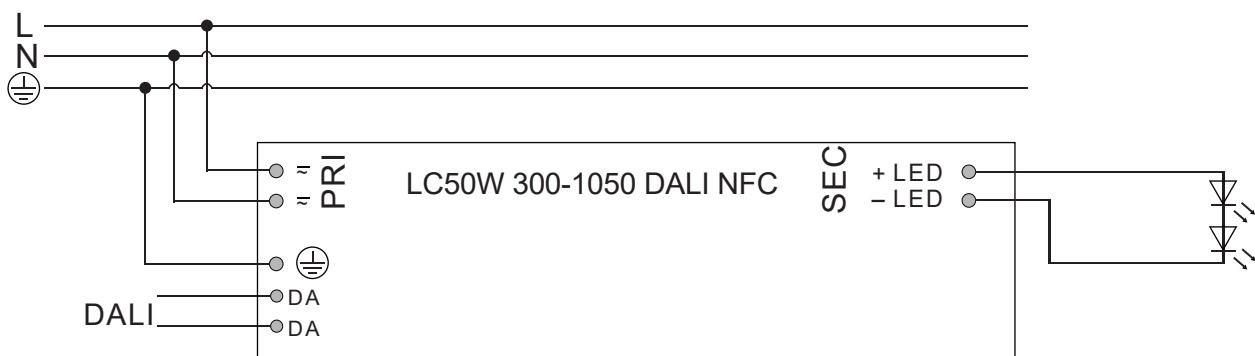 L
N
PRI
LC50W 300-1050 DALI NFC
SEC
+ LED
– LED
DA
DALI
DA